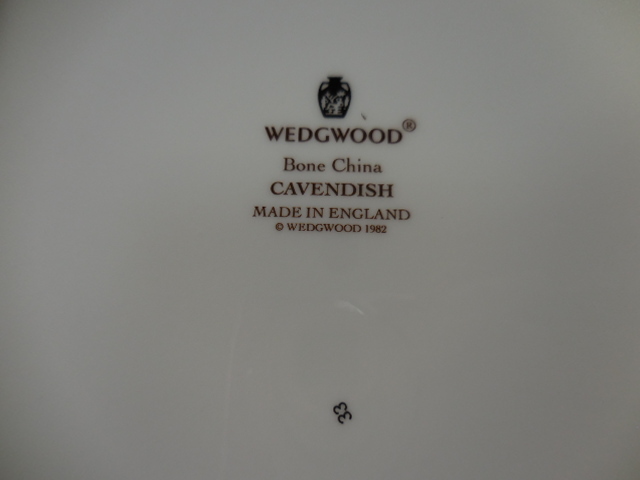 WEDGWOOD®
Bone China
CAVENDISH
MADE IN ENGLAND
© WEDGWOOD 1982
33